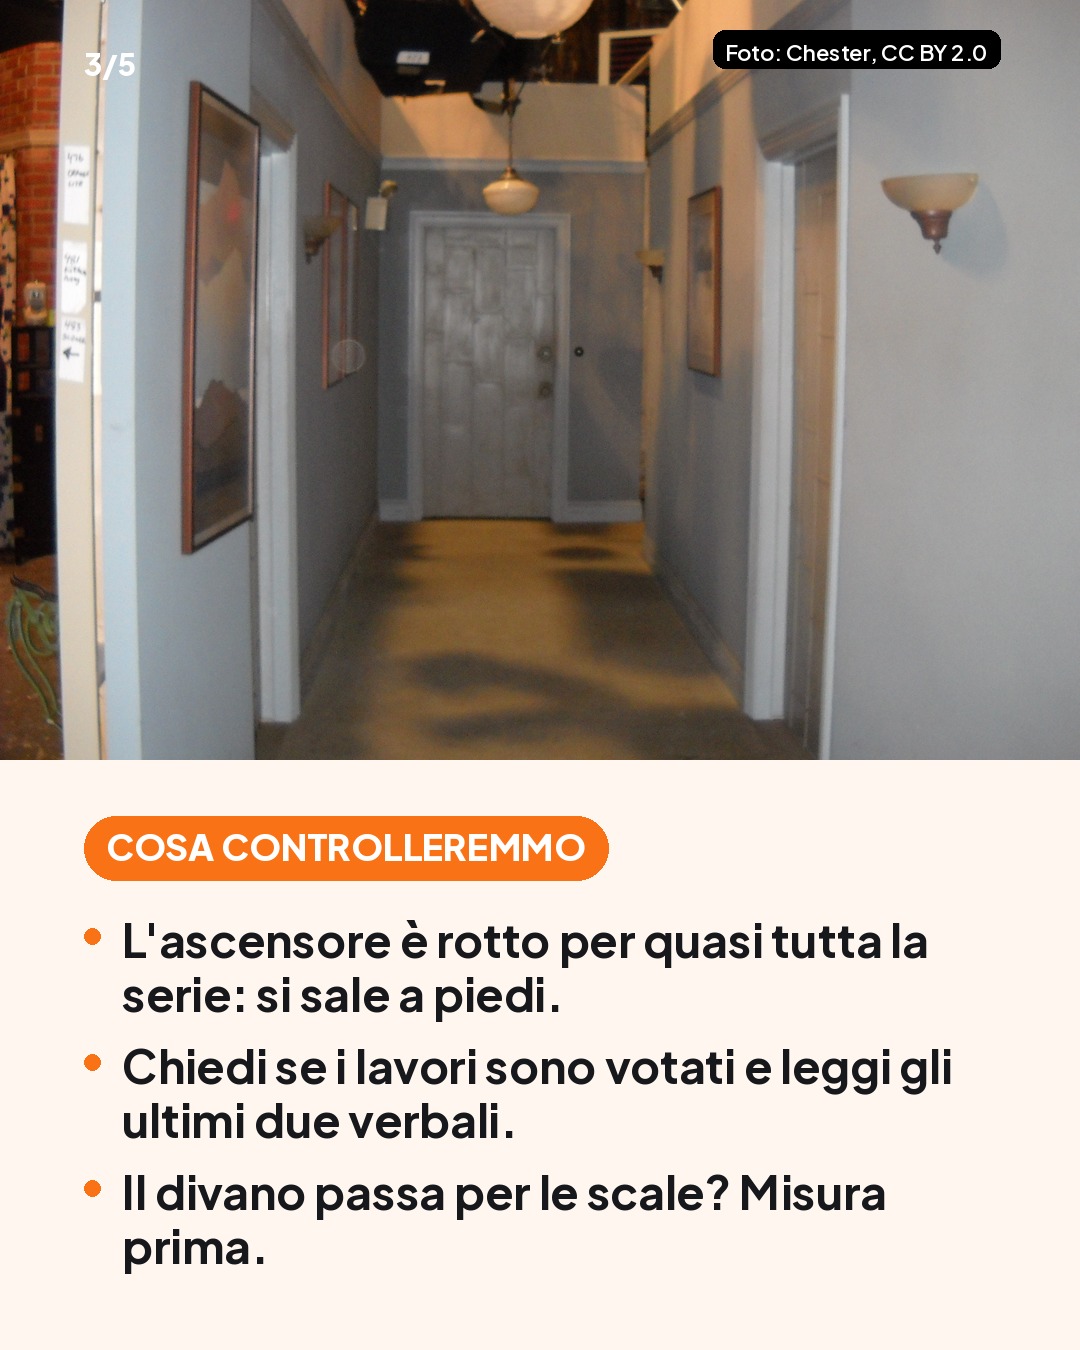 3/5
Foto: Chester, CC BY 2.0
COSA CONTROLLEREMMO
L'ascensore è rotto per quasi tutta la
serie: si sale a piedi.
Chiedi se i lavori sono votati e leggi gli
ultimi due verbali.
Il divano passa per le scale? Misura
prima.